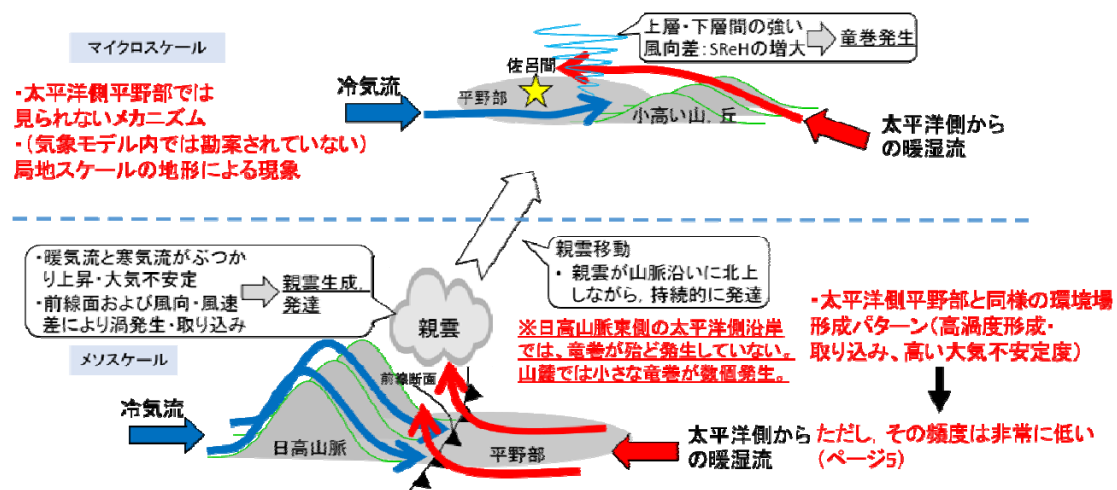 マイクロスケール
・太平洋側平野部では
見られないメカニズム
・（気象モデル内では勘案されていない）
局地スケールの地形による現象
上層・下層間の強い
風向差：SReHの増大
竜巻発生
佐呂間
冷気流
平野部
小高い山，丘
太平洋側から
の暖湿流
・暖気流と寒気流がぶつか
り上昇・大気不安定
・前線面および風向・風速
差により渦発生・取り込み
親雲生成，
発達
親雲移動
・ 親雲が山脈沿いに北上
しながら，持続的に発達
親雲
※日高山脈東側の太平洋側沿岸
では、竜巻が殆ど発生していない。
山麓では小さな竜巻が数個発生。
・太平洋側平野部と同様の環境場
形成パターン（高渦度形成・
取り込み、高い大気不安定度）
メソスケール
前線断面
冷気流
日高山脈
平野部
太平洋側から
の暖湿流
ただし，その頻度は非常に低い
（ページ5）